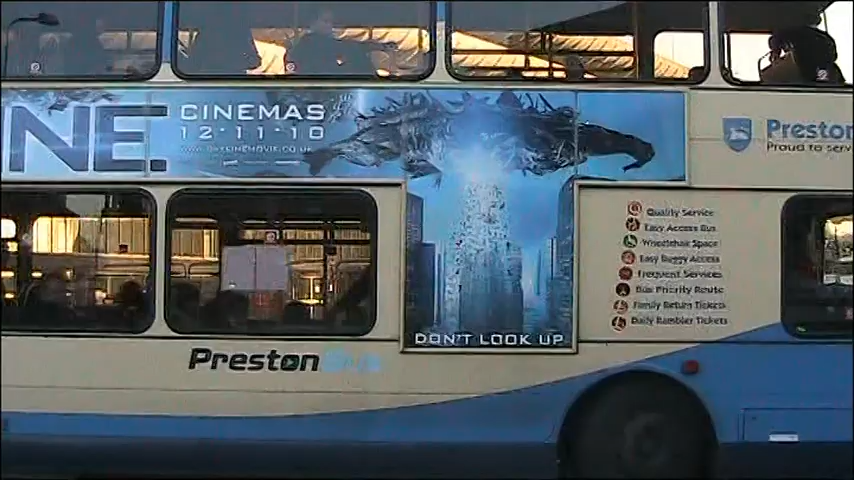 NE
CINEMAS
12·11·10
WWW.SKYLINEMOVIE.CO.UK
Preston
Proud to serv
Quality Service
Easy Access Bus
Wheelchair Space
Easy Buggy Access
Frequent Services
Bus Priority Route
Family Return Tickets
Daily Rambler Tickets
DON'T LOOK UP
PrestonBus